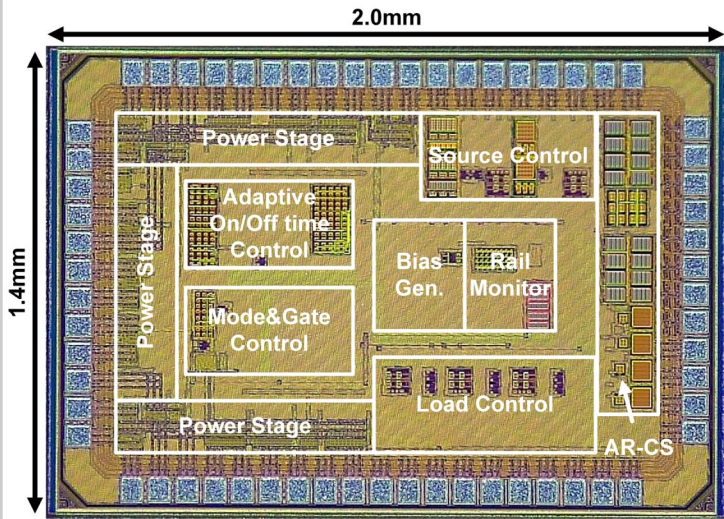 2.0mm
1.4mm
Power Stage
Source Control
Adaptive
On/Off time
Control
Power Stage
Bias
Gen.
Rail
Monitor
Mode&Gate
Control
Load Control
Power Stage
AR-CS